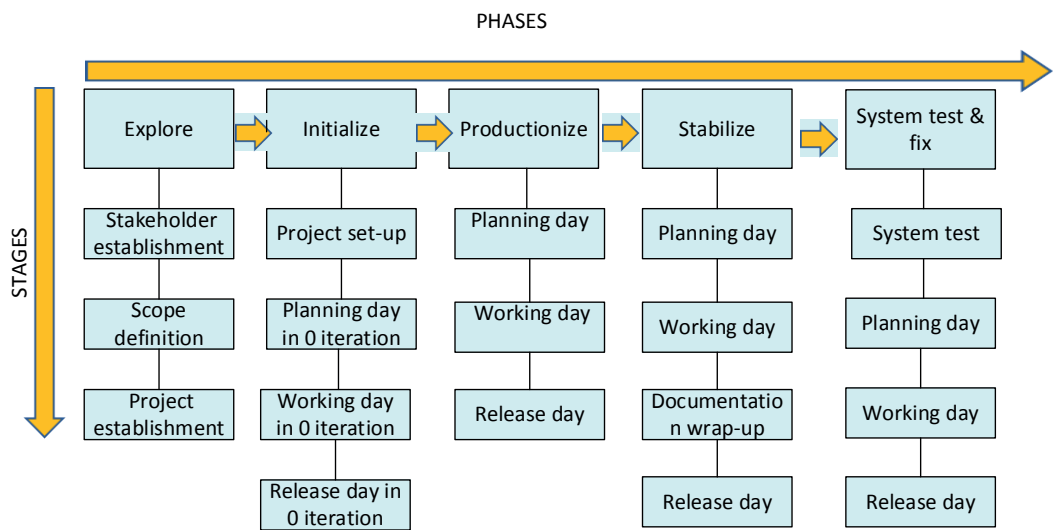 PHASES
STAGES
Explore
Initialize
Productionize
Stabilize
System test &
fix
Stakeholder
establishment
Project set-up
Planning day
Planning day
System test
Scope
definition
Planning day
in 0 iteration
Working day
Working day
Planning day
Project
establishment
Working day
in 0 iteration
Release day
Documentatio
n wrap-up
Working day
Release day in
0 iteration
Release day
Release day